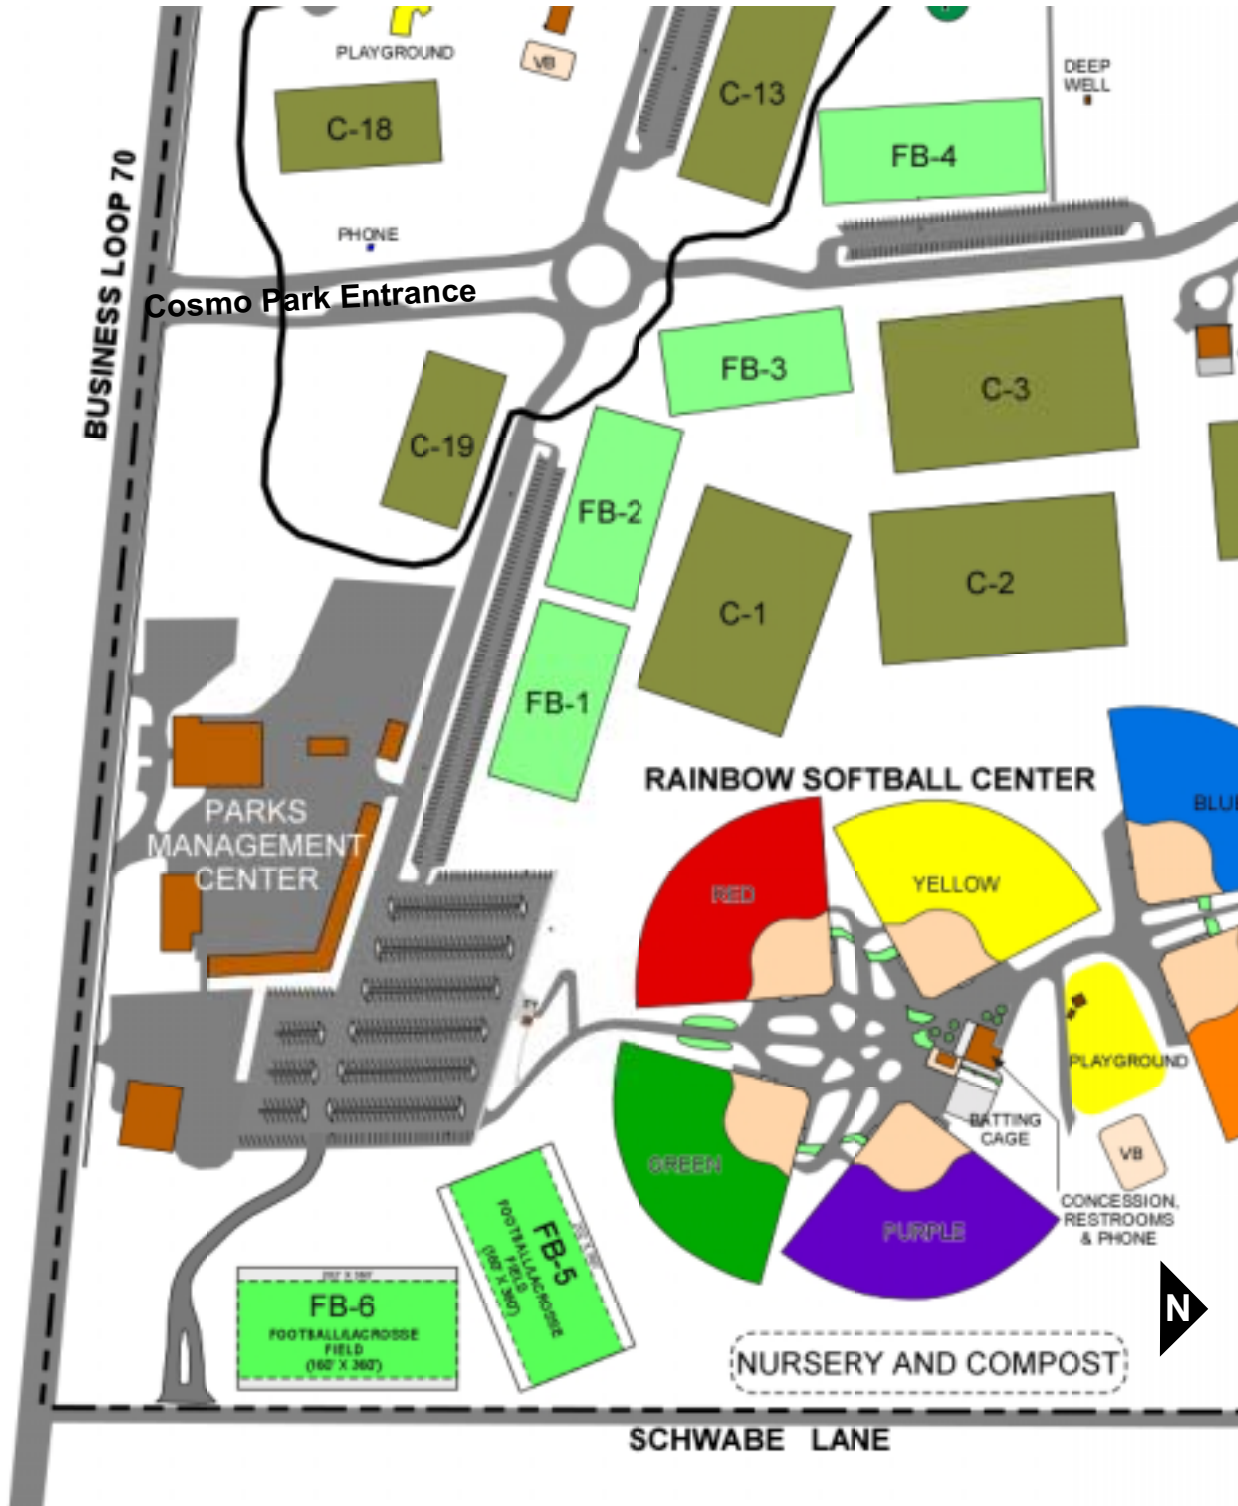 PLAYGROUND
VB
C-13
DEEP
WELL
C-18
FB-4
BUSINESS LOOP 70
PHONE
Cosmo Park Entrance
FB-3
C-3
C-19
FB-2
C-2
C-1
FB-1
RAINBOW SOFTBALL CENTER
BLUE
PARKS
MANAGEMENT
CENTER
RED
YELLOW
PLAYGROUND
BATTING
CAGE
VB
GREEN
CONCESSION,
RESTROOMS
& PHONE
PURPLE
FB-5
FOOTBALL/LACROSSE
FIELD
(160' X 360')
FB-6
FOOTBALL/LACROSSE
FIELD
(160' X 360')
N
NURSERY AND COMPOST
SCHWABE LANE